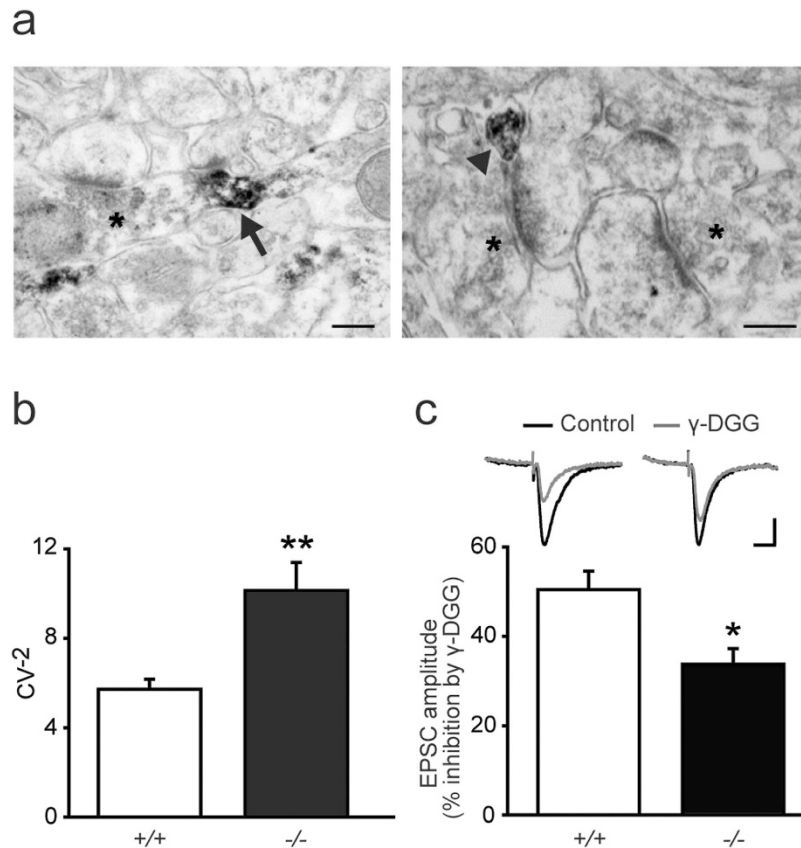 a
*
*
*
b
c
Control γ-DGG
12
**
8
4
0
CV-2
+/+ -/-
60
*
40
20
0
EPSC amplitude
(% inhibition by γ-DGG)
+/+ -/-